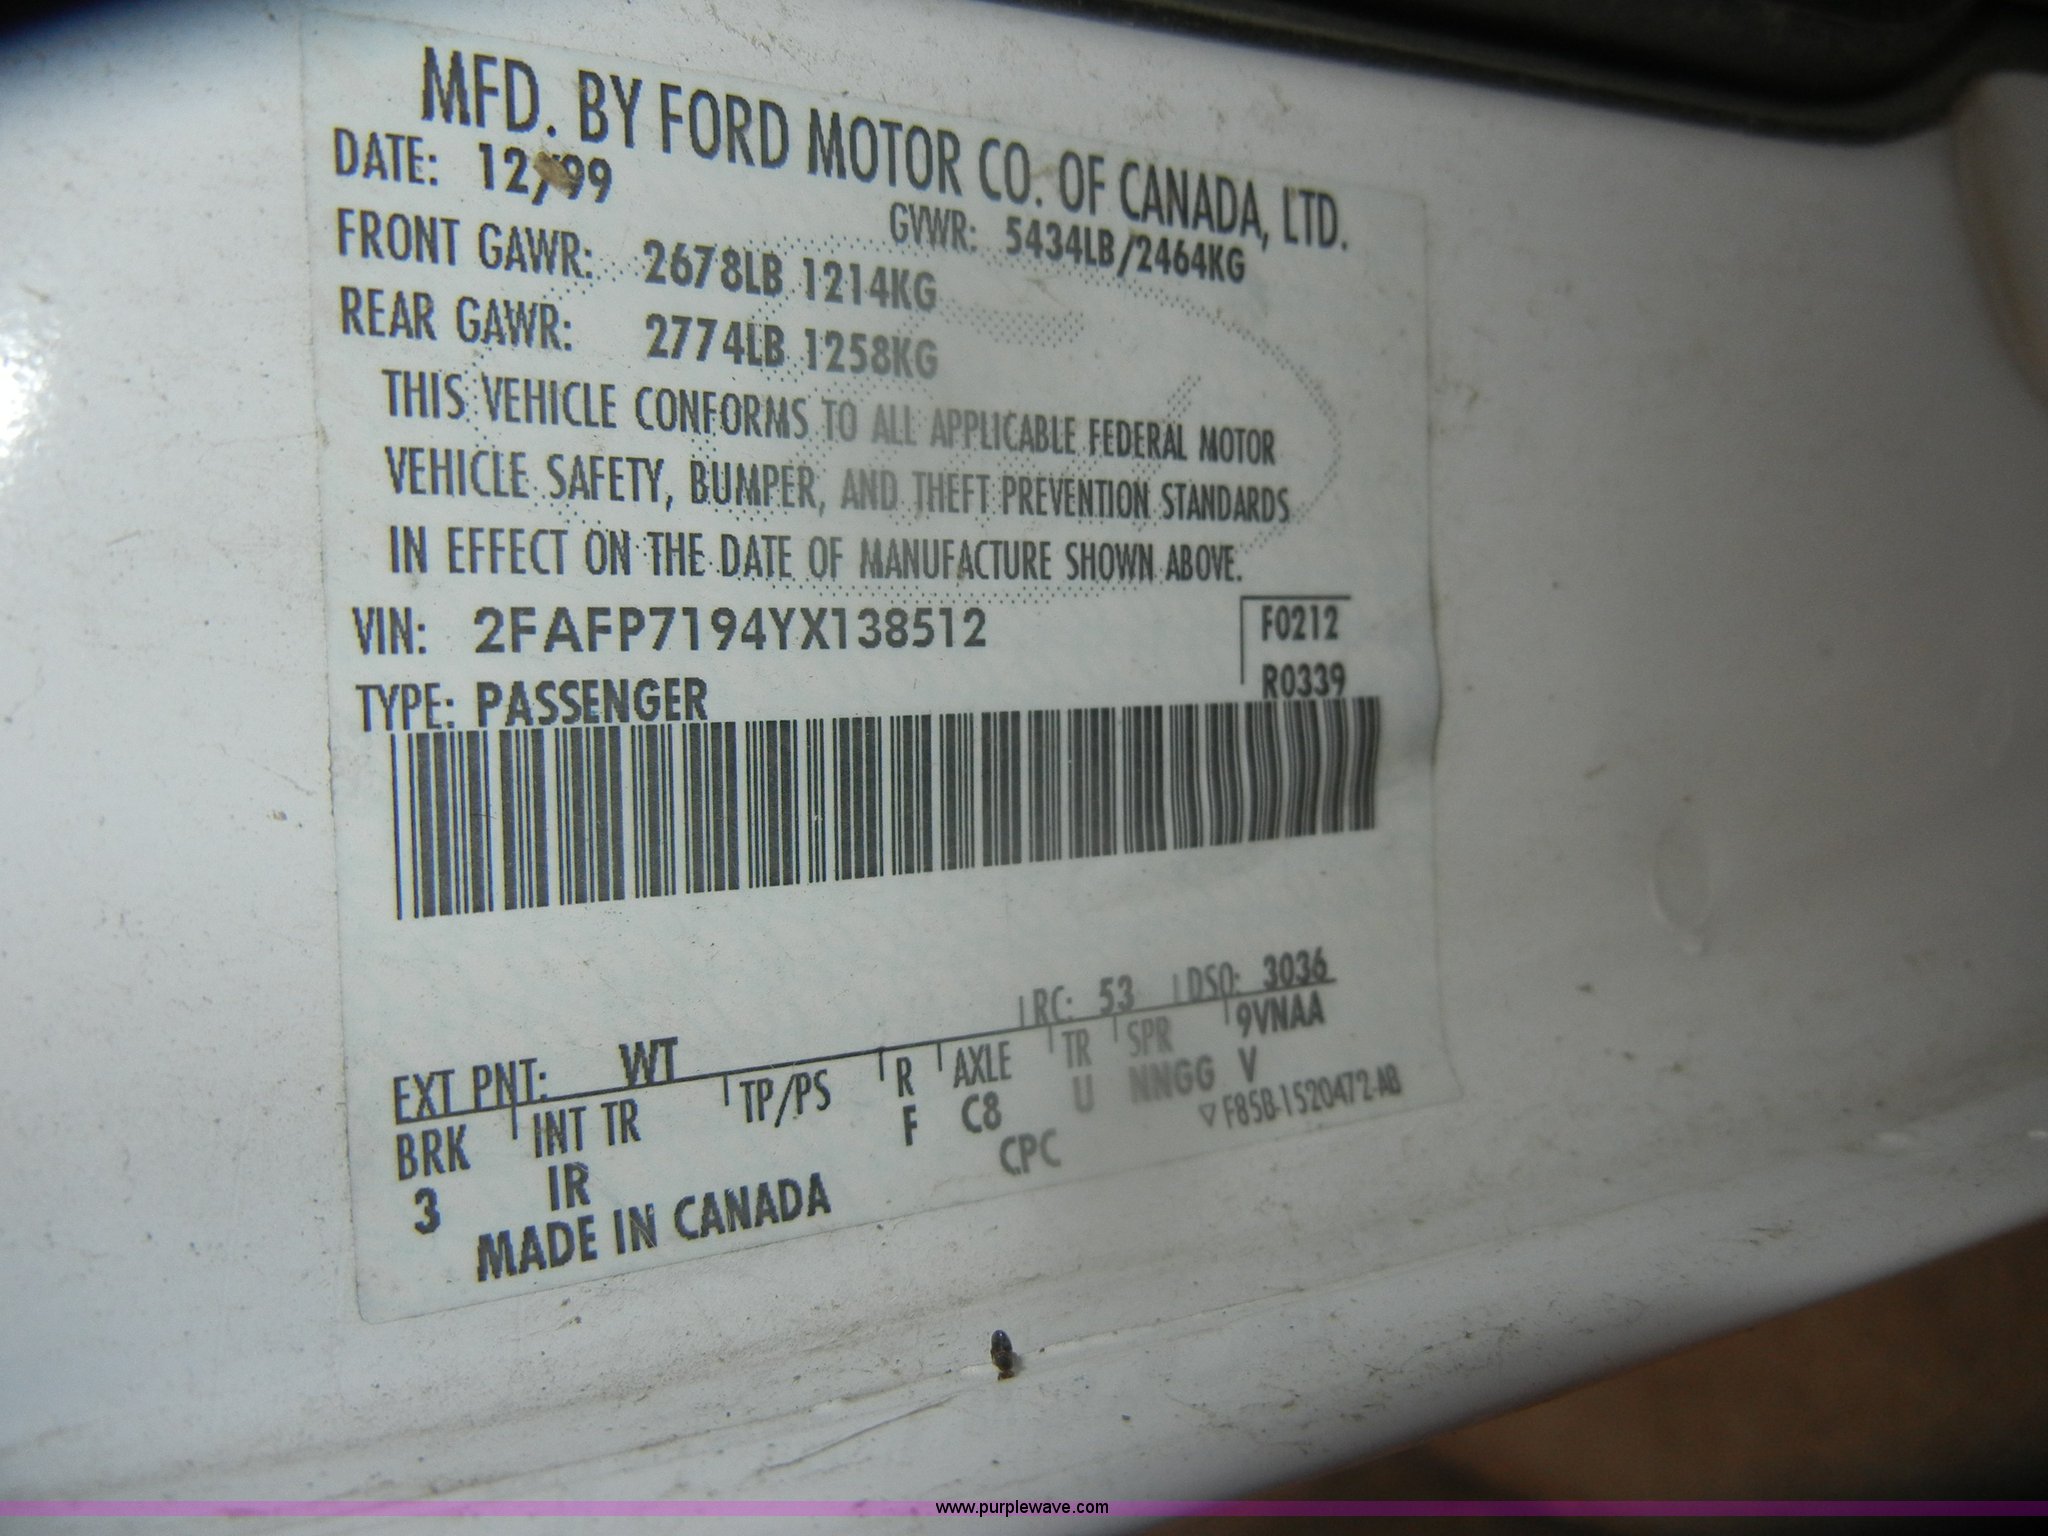 MFD. BY FORD MOTOR CO. OF CANADA, LTD.
DATE: 12/99
GVWR: 5434LB/2464KG
FRONT GAWR: 2678LB 1214KG
REAR GAWR: 2774LB 1258KG
THIS VEHICLE CONFORMS TO ALL APPLICABLE FEDERAL MOTOR
VEHICLE SAFETY, BUMPER, AND THEFT PREVENTION STANDARDS
IN EFFECT ON THE DATE OF MANUFACTURE SHOWN ABOVE.
VIN: 2FAFP7194YX138512
F0212
TYPE: PASSENGER
R0339
EXT PNT: WT RC: 53 DSO: 3036
BRK INT TR TP/PS R AXLE TR SPR 9VNAA
3 IR F C8 U NNGG V
MADE IN CANADA CPC ▽ F85B-1520472-AB
www.purplewave.com